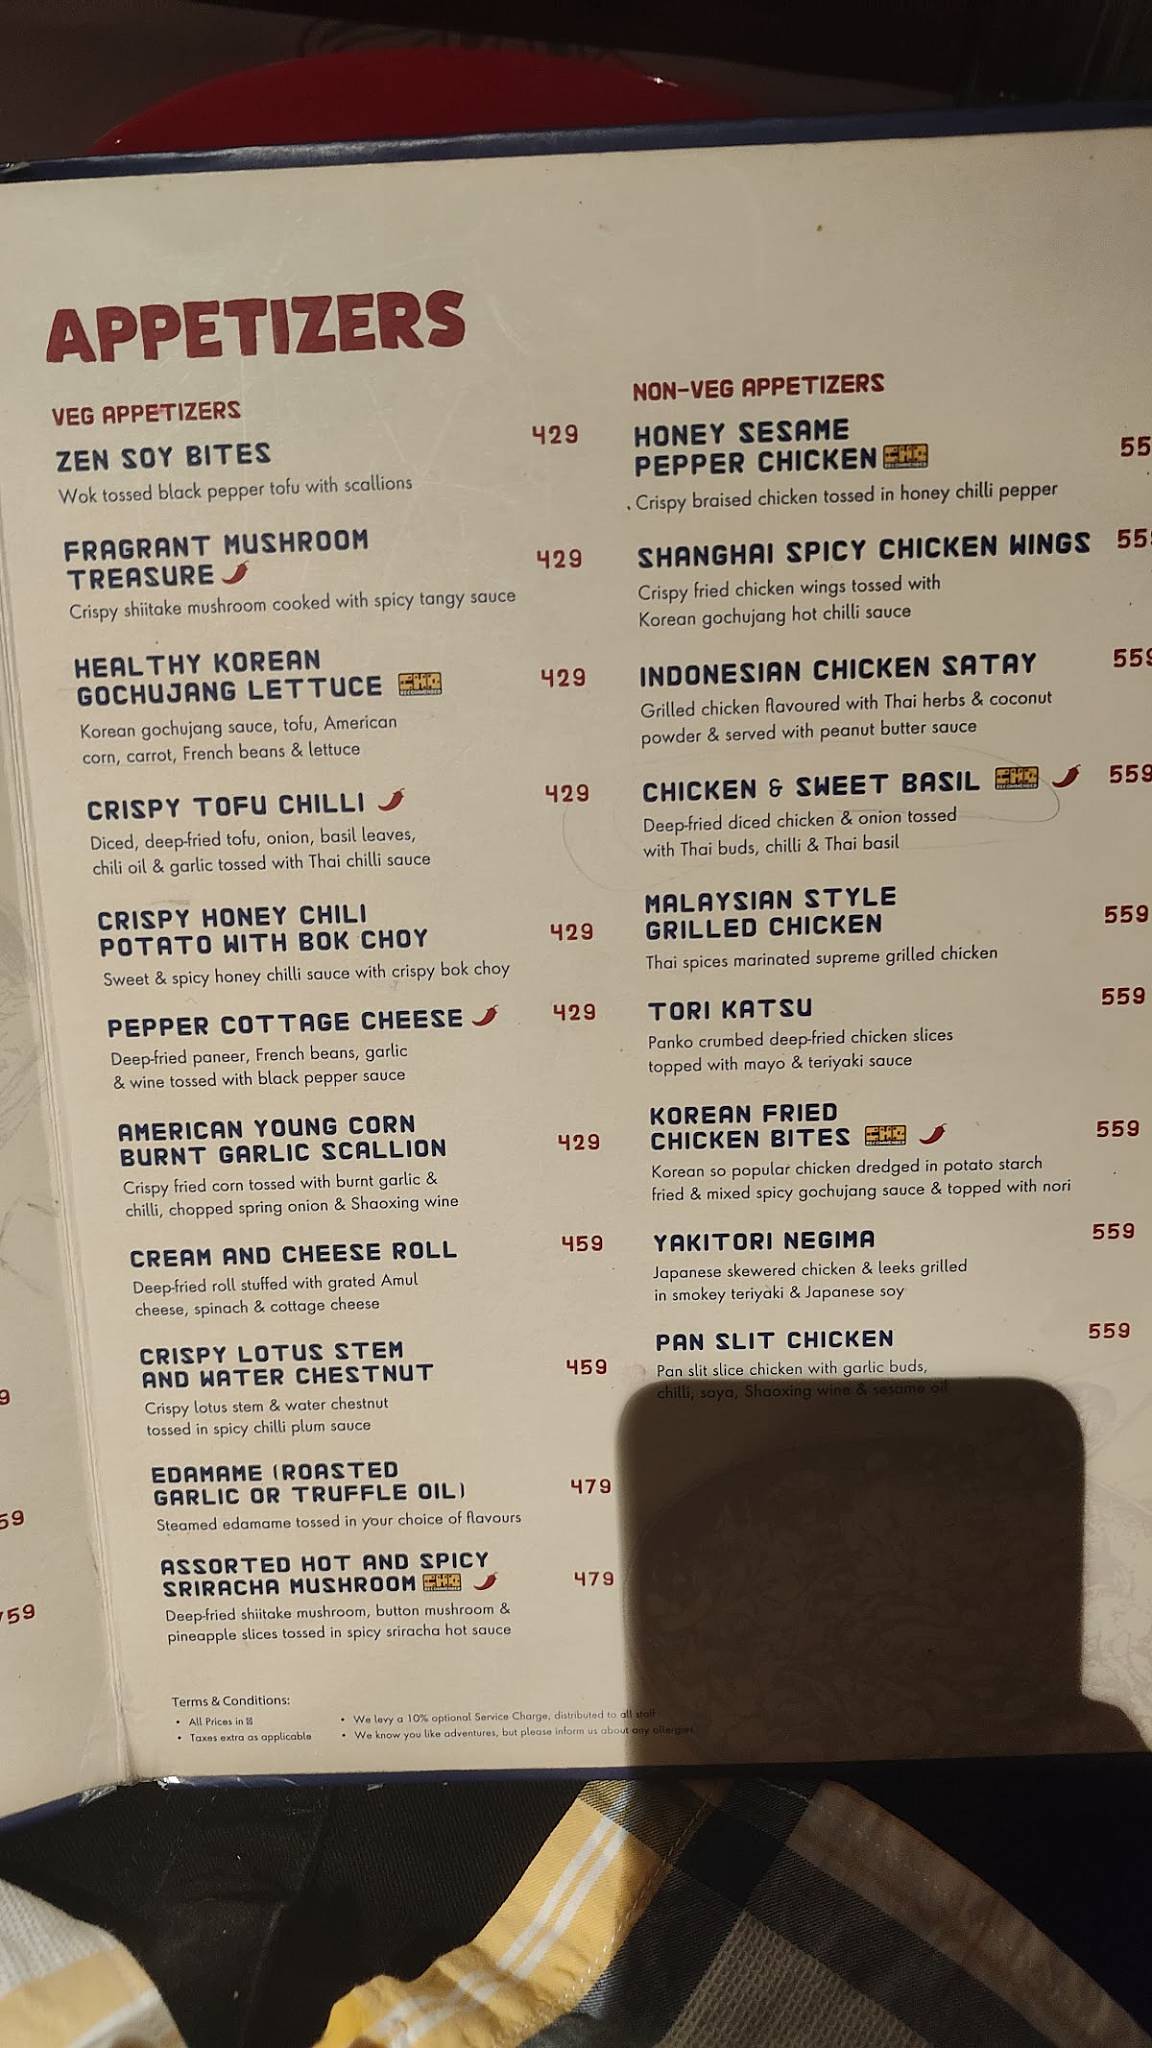 APPETIZERS
VEG APPETIZERS
ZEN SOY BITES 429
Wok tossed black pepper tofu with scallions
FRAGRANT MUSHROOM
TREASURE 429
Crispy shiitake mushroom cooked with spicy tangy sauce
HEALTHY KOREAN
GOCHUJANG LETTUCE 429
Korean gochujang sauce, tofu, American
corn, carrot, French beans & lettuce
CRISPY TOFU CHILLI 429
Diced, deep-fried tofu, onion, basil leaves,
chili oil & garlic tossed with Thai chilli sauce
CRISPY HONEY CHILI
POTATO WITH BOK CHOY 429
Sweet & spicy honey chilli sauce with crispy bok choy
PEPPER COTTAGE CHEESE 429
Deep-fried paneer, French beans, garlic
& wine tossed with black pepper sauce
AMERICAN YOUNG CORN
BURNT GARLIC SCALLION 429
Crispy fried corn tossed with burnt garlic &
chilli, chopped spring onion & Shaoxing wine
CREAM AND CHEESE ROLL 459
Deep-fried roll stuffed with grated Amul
cheese, spinach & cottage cheese
CRISPY LOTUS STEM
AND WATER CHESTNUT 459
Crispy lotus stem & water chestnut
tossed in spicy chilli plum sauce
EDAMAME (ROASTED
GARLIC OR TRUFFLE OIL) 479
Steamed edamame tossed in your choice of flavours
ASSORTED HOT AND SPICY
SRIRACHA MUSHROOM 479
Deep-fried shiitake mushroom, button mushroom &
pineapple slices tossed in spicy sriracha hot sauce
NON-VEG APPETIZERS
HONEY SESAME
PEPPER CHICKEN 55
Crispy braised chicken tossed in honey chilli pepper
SHANGHAI SPICY CHICKEN WINGS 559
Crispy fried chicken wings tossed with
Korean gochujang hot chilli sauce
INDONESIAN CHICKEN SATAY 559
Grilled chicken flavoured with Thai herbs & coconut
powder & served with peanut butter sauce
CHICKEN & SWEET BASIL 559
Deep-fried diced chicken & onion tossed
with Thai buds, chilli & Thai basil
MALAYSIAN STYLE
GRILLED CHICKEN 559
Thai spices marinated supreme grilled chicken
TORI KATSU 559
Panko crumbed deep-fried chicken slices
topped with mayo & teriyaki sauce
KOREAN FRIED
CHICKEN BITES 559
Korean so popular chicken dredged in potato starch
fried & mixed spicy gochujang sauce & topped with nori
YAKITORI NEGIMA 559
Japanese skewered chicken & leeks grilled
in smokey teriyaki & Japanese soy
PAN SLIT CHICKEN 559
Pan slit slice chicken with garlic buds,
chilli, soya, Shaoxing wine & sesame oil
Terms & Conditions:
• All Prices in
• Taxes extra as applicable
• We levy a 10% optional Service Charge, distributed to all staff
• We know you like adventures, but please inform us about any allergies